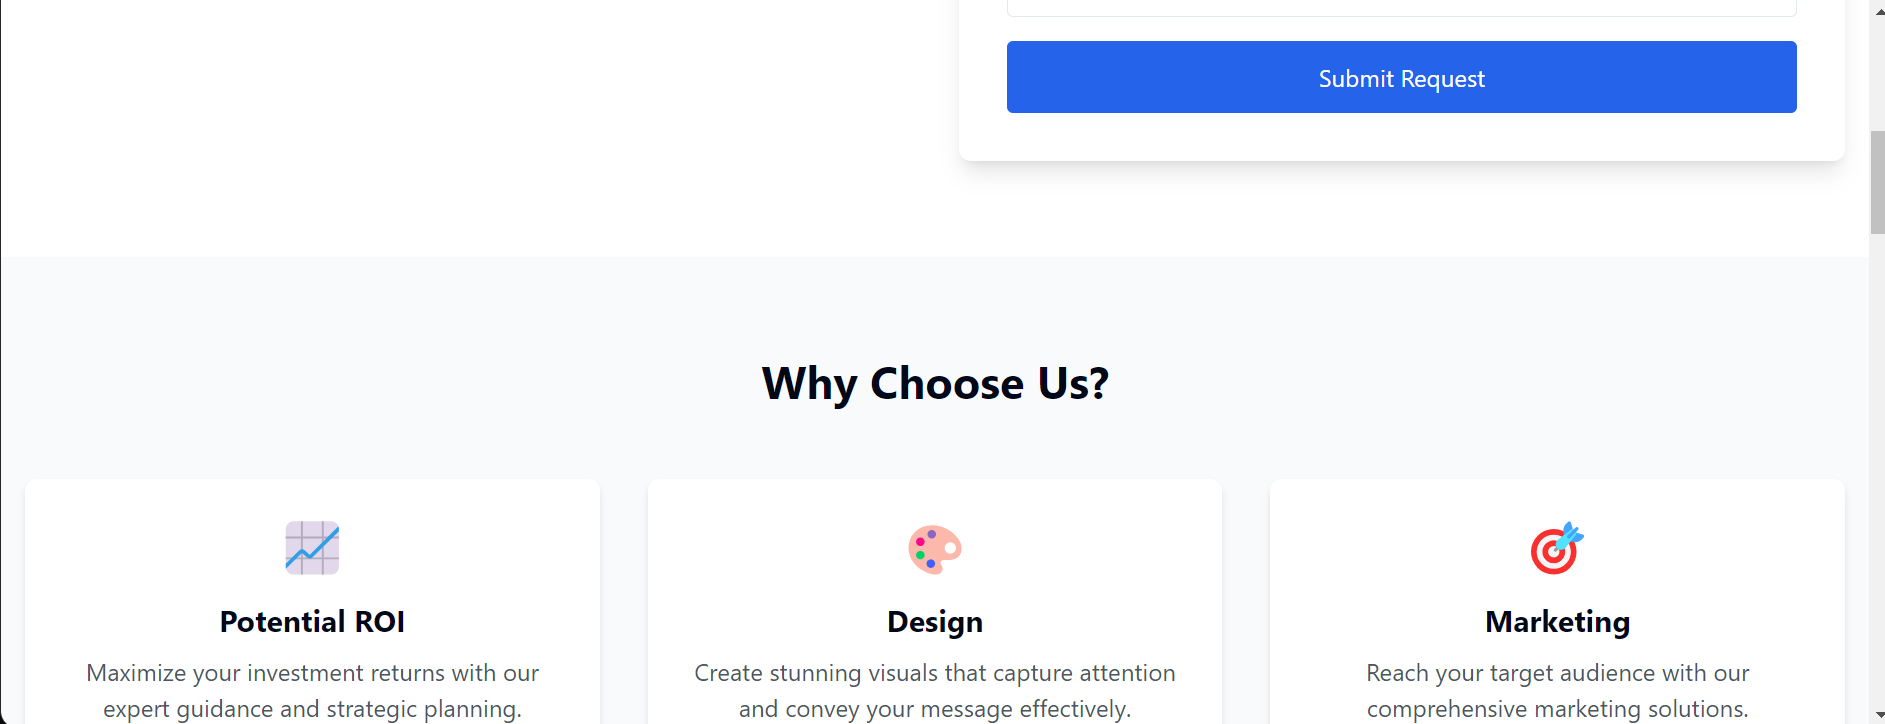 Submit Request
Why Choose Us?
Potential ROI
Maximize your investment returns with our
expert guidance and strategic planning.
Design
Create stunning visuals that capture attention
and convey your message effectively.
Marketing
Reach your target audience with our
comprehensive marketing solutions.